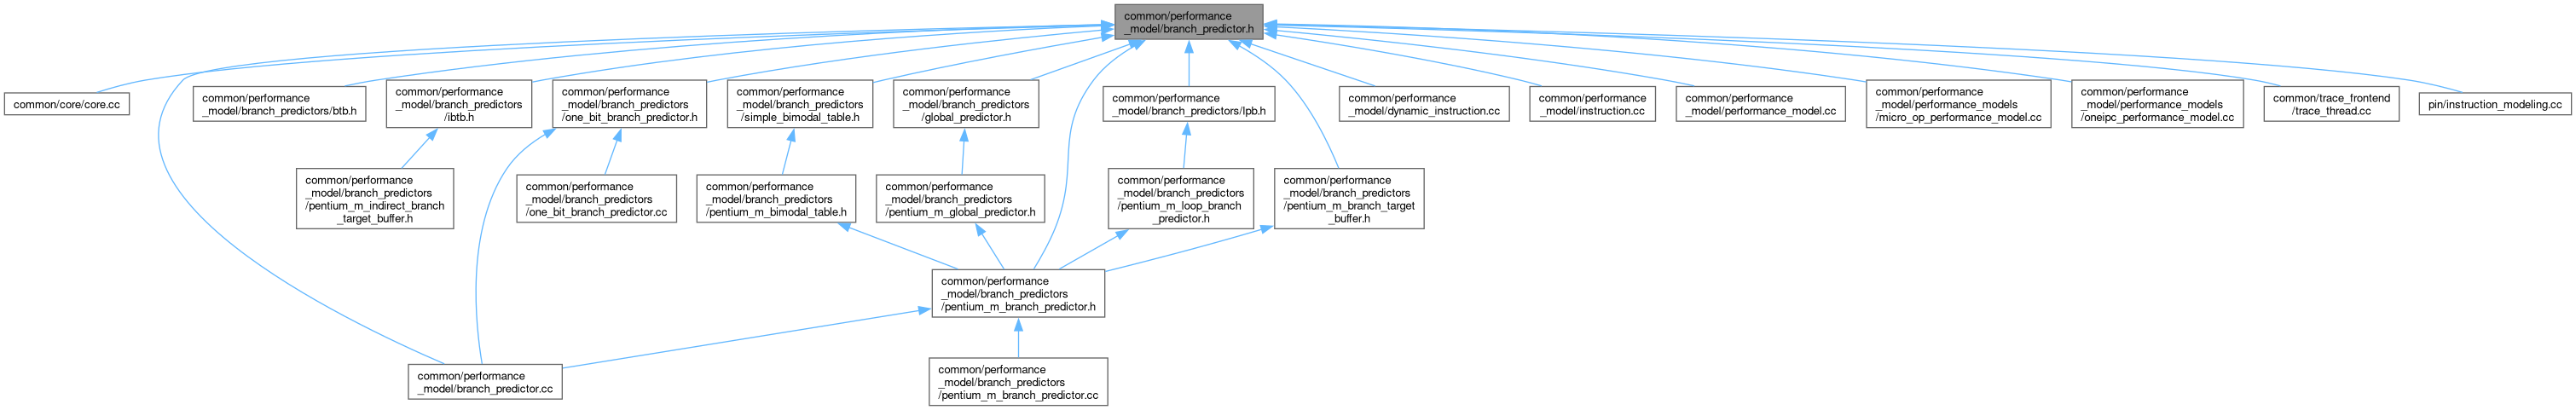 common/performance
_model/branch_predictor.h
common/core/core.cc
common/performance
_model/branch_predictors/btb.h
common/performance
_model/branch_predictors
/ibtb.h
common/performance
_model/branch_predictors
/one_bit_branch_predictor.h
common/performance
_model/branch_predictors
/simple_bimodal_table.h
common/performance
_model/branch_predictors
/global_predictor.h
common/performance
_model/branch_predictors/lpb.h
common/performance
_model/dynamic_instruction.cc
common/performance
_model/instruction.cc
common/performance
_model/performance_model.cc
common/performance
_model/performance_models
/micro_op_performance_model.cc
common/performance
_model/performance_models
/oneipc_performance_model.cc
common/trace_frontend
/trace_thread.cc
pin/instruction_modeling.cc
common/performance
_model/branch_predictors
/pentium_m_indirect_branch
_target_buffer.h
common/performance
_model/branch_predictors
/one_bit_branch_predictor.cc
common/performance
_model/branch_predictors
/pentium_m_bimodal_table.h
common/performance
_model/branch_predictors
/pentium_m_global_predictor.h
common/performance
_model/branch_predictors
/pentium_m_loop_branch
_predictor.h
common/performance
_model/branch_predictors
/pentium_m_branch_target
_buffer.h
common/performance
_model/branch_predictors
/pentium_m_branch_predictor.h
common/performance
_model/branch_predictor.cc
common/performance
_model/branch_predictors
/pentium_m_branch_predictor.cc